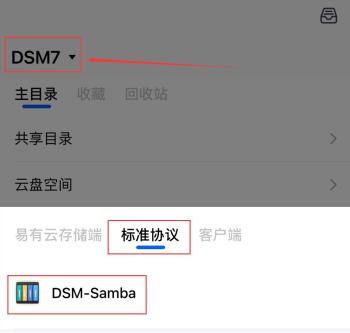 DSM7
主目录 收藏 回收站
共享目录
云盘空间
易有云存储端 标准协议 客户端
DSM-Samba